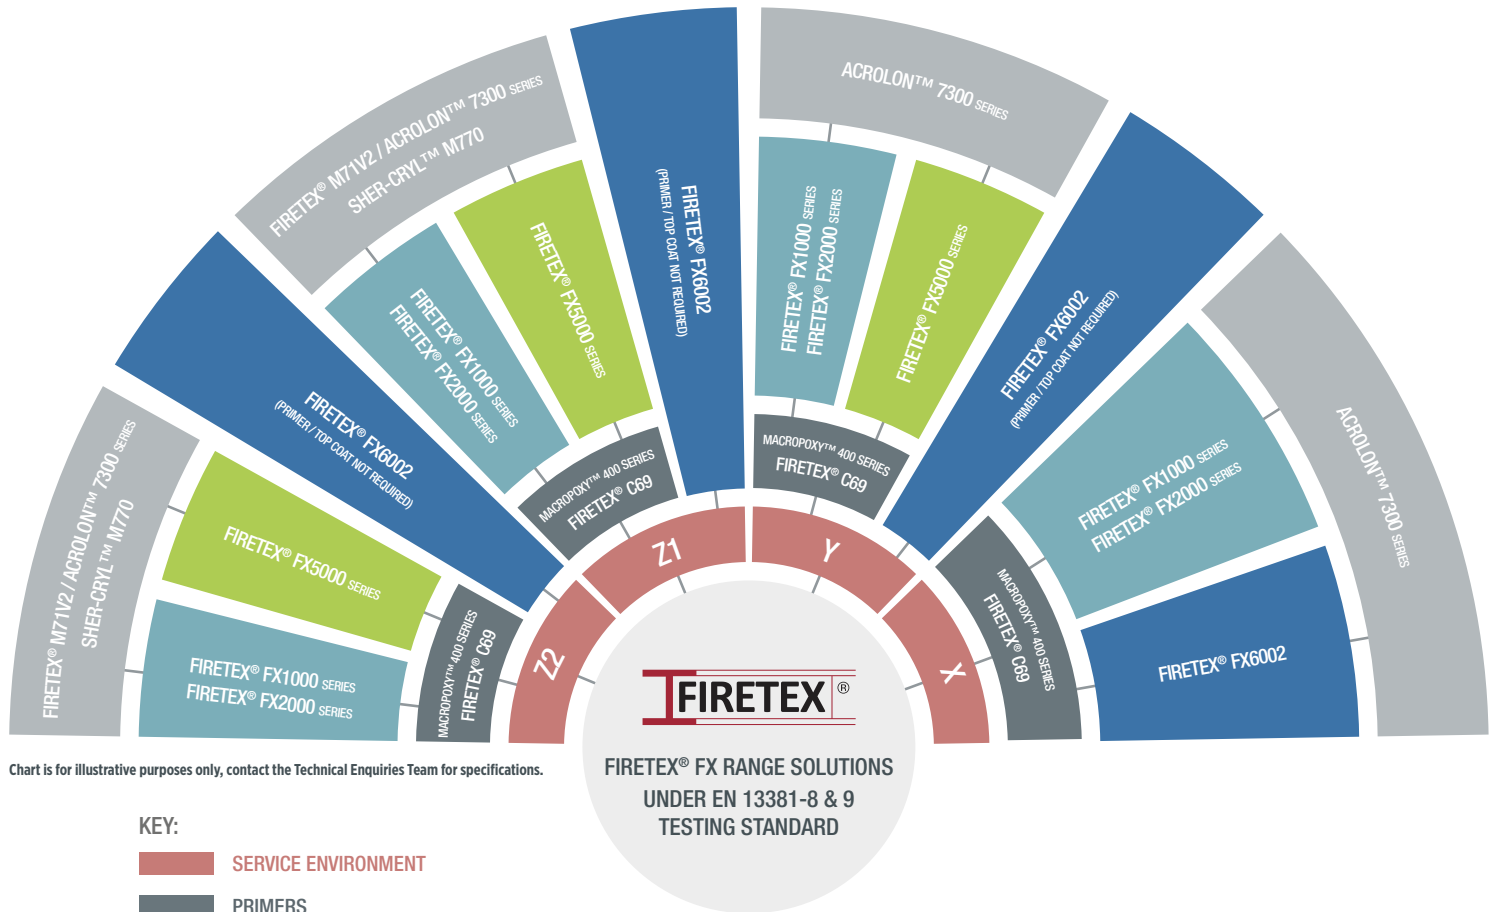 FIRETEX® M71V2 / ACROLON™ 7300 SERIES
SHER-CRYL™ M770
FIRETEX® FX1000 SERIES
FIRETEX® FX2000 SERIES
FIRETEX® FX5000 SERIES
MACROPOXY™ 400 SERIES
FIRETEX® C69
Z2
FIRETEX® FX6002
(PRIMER / TOP COAT NOT REQUIRED)
FIRETEX® M71V2 / ACROLON™ 7300 SERIES
SHER-CRYL™ M770
FIRETEX® FX1000 SERIES
FIRETEX® FX2000 SERIES
FIRETEX® FX5000 SERIES
MACROPOXY™ 400 SERIES
FIRETEX® C69
Z1
FIRETEX® FX6002
(PRIMER / TOP COAT NOT REQUIRED)
ACROLON™ 7300 SERIES
FIRETEX® FX1000 SERIES
FIRETEX® FX2000 SERIES
FIRETEX® FX5000 SERIES
MACROPOXY™ 400 SERIES
FIRETEX® C69
Y
FIRETEX® FX6002
(PRIMER / TOP COAT NOT REQUIRED)
ACROLON™ 7300 SERIES
FIRETEX® FX1000 SERIES
FIRETEX® FX2000 SERIES
FIRETEX® FX6002
MACROPOXY™ 400 SERIES
FIRETEX® C69
X
FIRETEX®
FIRETEX® FX RANGE SOLUTIONS
UNDER EN 13381-8 & 9
TESTING STANDARD
Chart is for illustrative purposes only, contact the Technical Enquiries Team for specifications.
KEY:
SERVICE ENVIRONMENT
PRIMERS